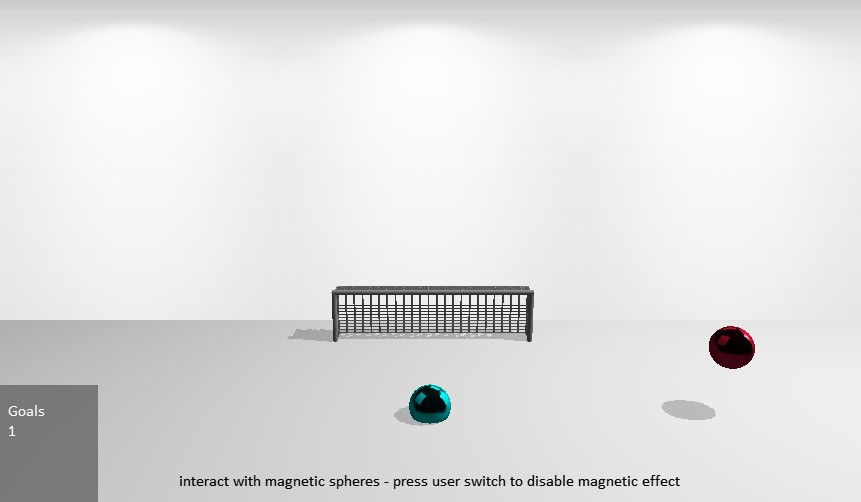 Goals
1
interact with magnetic spheres - press user switch to disable magnetic effect